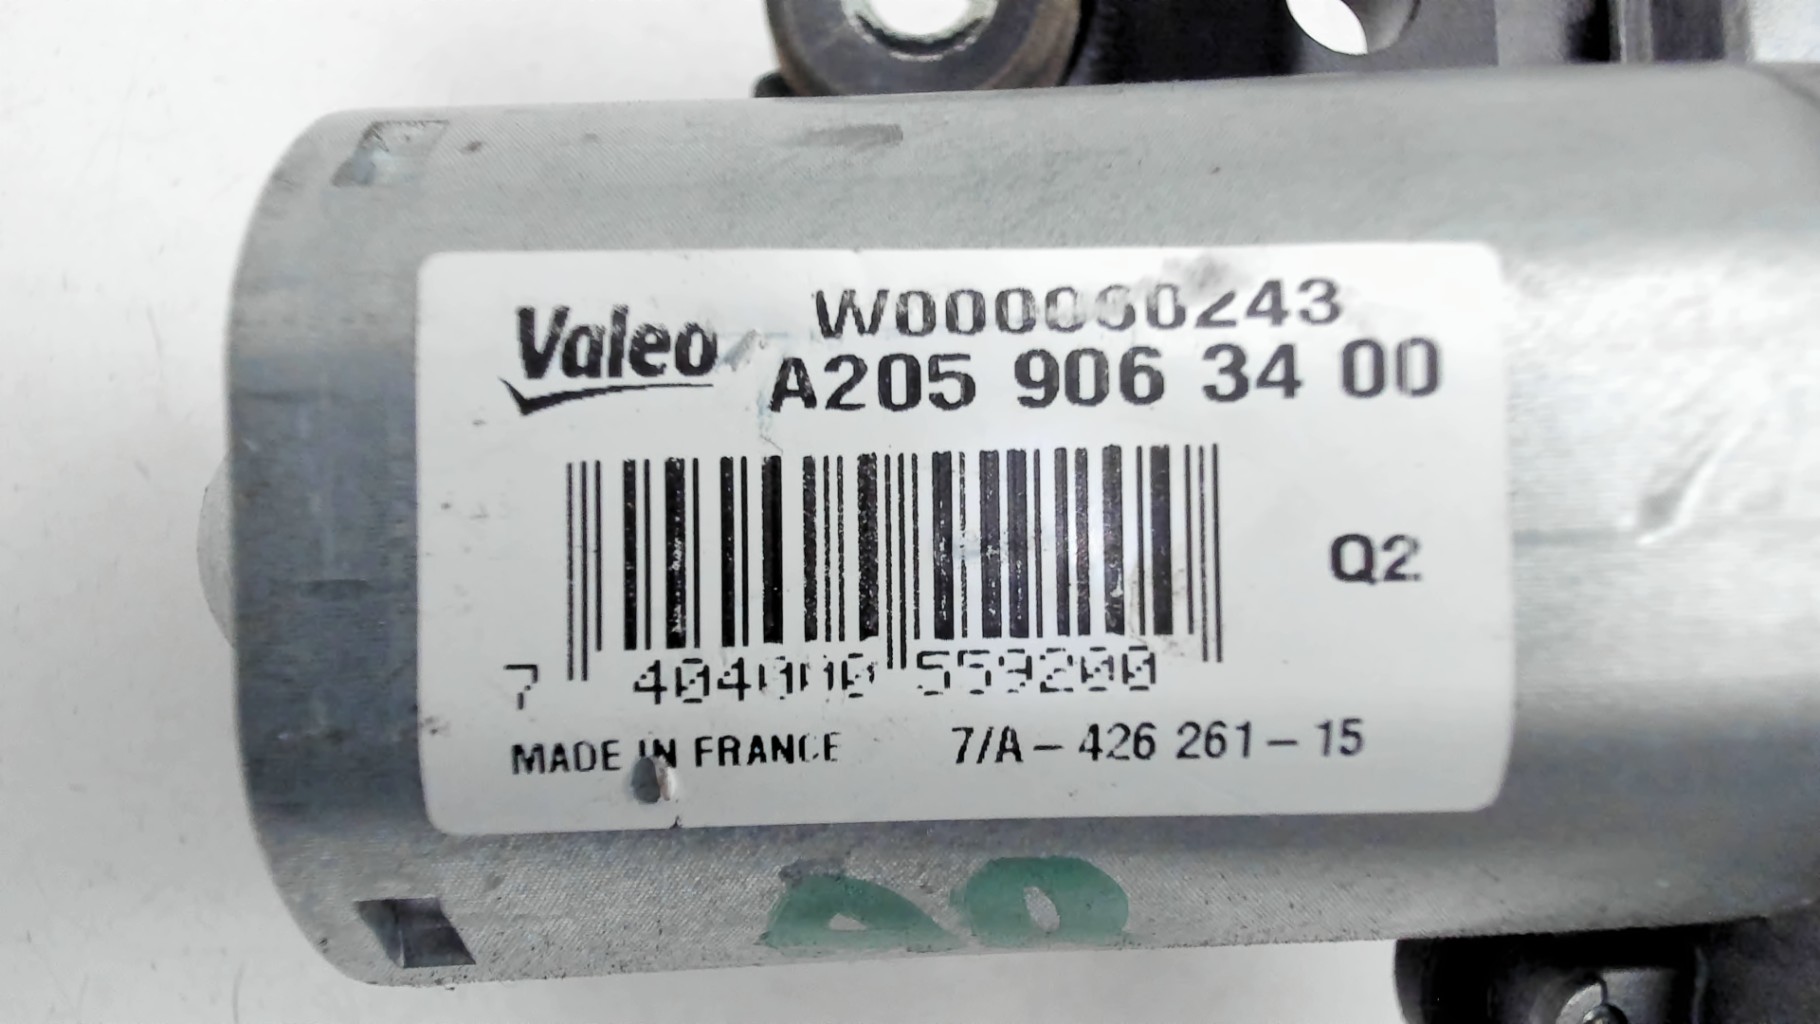 Valeo
W000060243
A205 906 34 00
Q2
7 404000 559200
MADE IN FRANCE 7/A-426 261-15